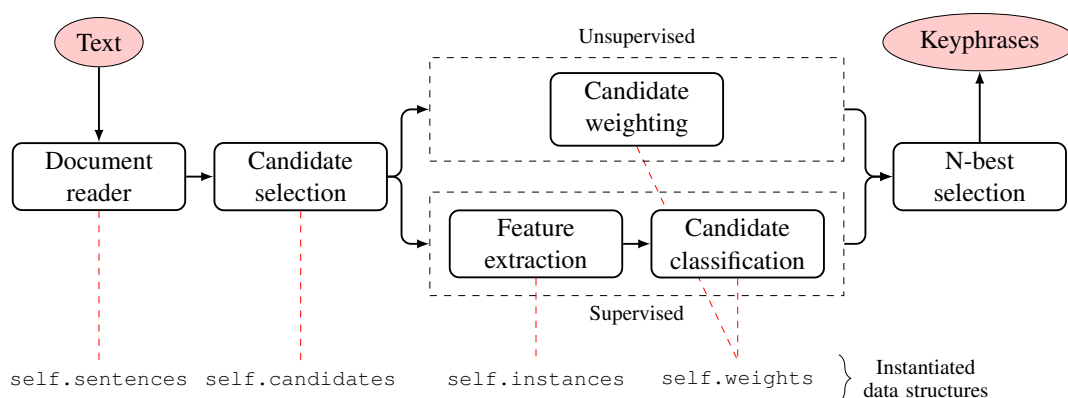 Text
Keyphrases
Unsupervised
Candidate
weighting
Document
reader
Candidate
selection
N-best
selection
Feature
extraction
Candidate
classification
Supervised
self.sentences
self.candidates
self.instances
self.weights
Instantiated
data structures